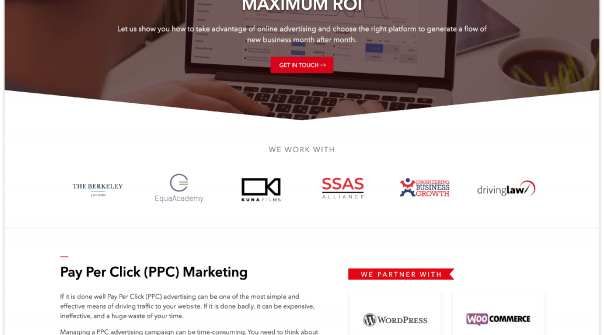 MAXIMUM ROI
Let us show you how to take advantage of online advertising and choose the right platform to generate a flow of
new business month after month.
GET IN TOUCH →
WE WORK WITH
THE BERKELEY
EquiaAcademy
KUNA FILMS
SSAS
ALLIANCE
ENGINEERING
BUSINESS
GROWTH
drivinglaw
Pay Per Click (PPC) Marketing
If it is done well Pay Per Click (PPC) advertising can be one of the most simple and
effective means of driving traffic to your website. If it is done badly, it can be expensive,
ineffective, and a huge waste of your time.
Managing a PPC advertising campaign can be time-consuming. You need to think about
WE PARTNER WITH
WORDPRESS
WOOCOMMERCE